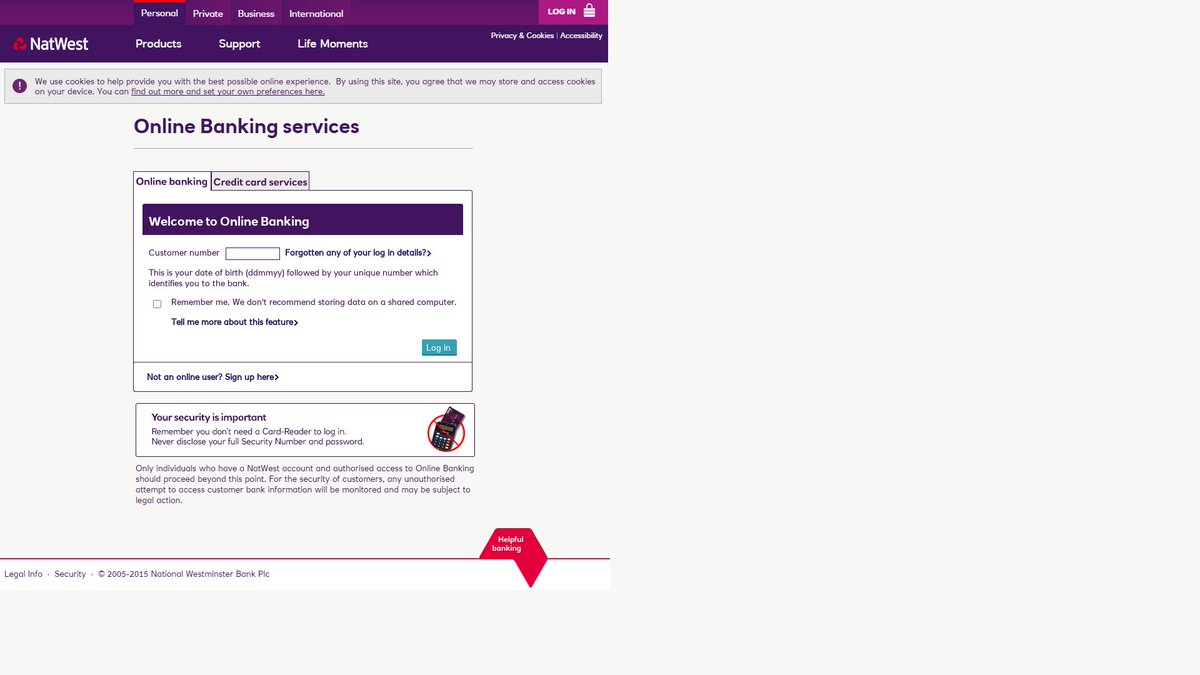 Personal Private Business International LOG IN
Privacy & Cookies | Accessibility
NatWest Products Support Life Moments
! We use cookies to help provide you with the best possible online experience. By using this site, you agree that we may store and access cookies
on your device. You can find out more and set your own preferences here.
Online Banking services
Online banking Credit card services
Welcome to Online Banking
Customer number Forgotten any of your log in details?
This is your date of birth (ddmmyy) followed by your unique number which
identifies you to the bank.
Remember me. We don't recommend storing data on a shared computer.
Tell me more about this feature
Log in
Not an online user? Sign up here
Your security is important
Remember you don't need a Card-Reader to log in.
Never disclose your full Security Number and password.
Only individuals who have a NatWest account and authorised access to Online Banking
should proceed beyond this point. For the security of customers, any unauthorised
attempt to access customer bank information will be monitored and may be subject to
legal action.
Helpful
banking
Legal Info • Security • © 2005-2015 National Westminster Bank Plc